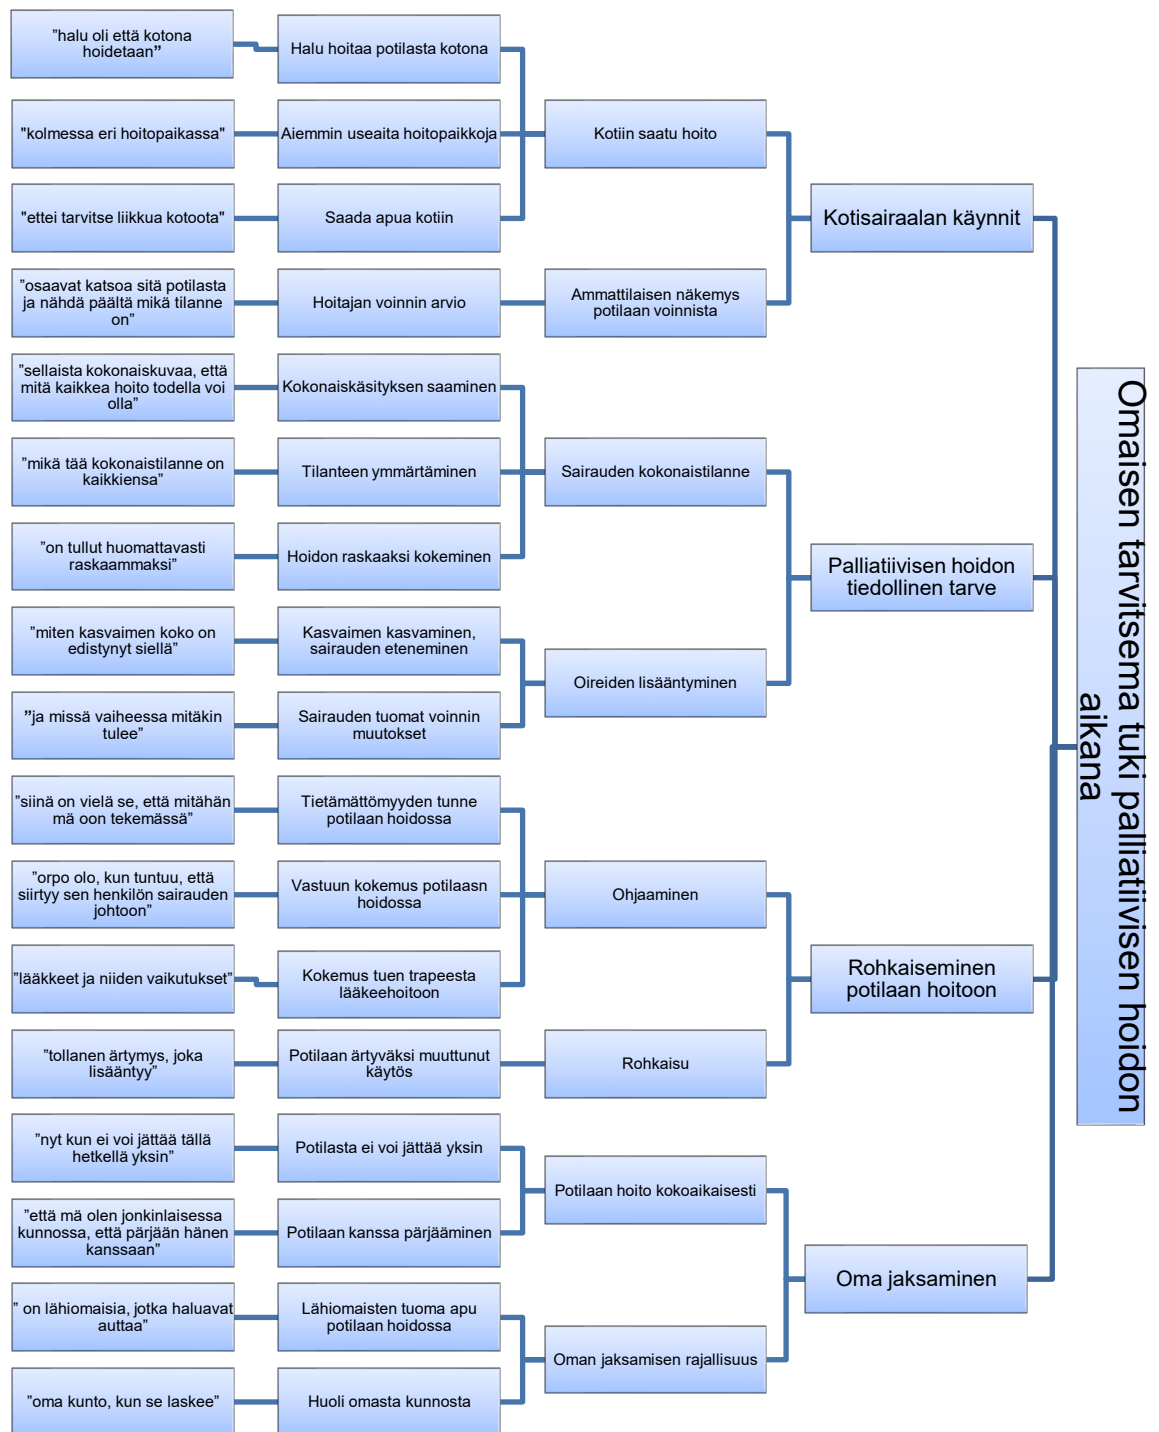 ”halu oli että kotona
hoidetaan”
Halu hoitaa potilasta kotona
"kolmessa eri hoitopaikassa"
Aiemmin useaita hoitopaikkoja
Kotiin saatu hoito
"ettei tarvitse liikkua kotoota"
Saada apua kotiin
Kotisairaalan käynnit
”osaavat katsoa sitä potilasta
ja nähdä päältä mikä tilanne
on”
Hoitajan voinnin arvio
Ammattilaisen näkemys
potilaan voinnista
”sellaista kokonaiskuvaa, että
mitä kaikkea hoito todella voi
olla”
Kokonaiskäsityksen saaminen
”mikä tää kokonaistilanne on
kaikkiensa”
Tilanteen ymmärtäminen
Sairauden kokonaistilanne
”on tullut huomattavasti
raskaammaksi”
Hoidon raskaaksi kokeminen
Palliatiivisen hoidon
tiedollinen tarve
”miten kasvaimen koko on
edistynyt siellä”
Kasvaimen kasvaminen,
sairauden eteneminen
Oireiden lisääntyminen
”ja missä vaiheessa mitäkin
tulee”
Sairauden tuomat voinnin
muutokset
Omaisen tarvitsema tuki palliatiivisen hoidon
aikana
”siinä on vielä se, että mitähän
mä oon tekemässä”
Tietämättömyyden tunne
potilaan hoidossa
”orpo olo, kun tuntuu, että
siirtyy sen henkilön sairauden
johtoon”
Vastuun kokemus potilaasn
hoidossa
Ohjaaminen
”lääkkeet ja niiden vaikutukset”
Kokemus tuen trapeesta
lääkeehoitoon
Rohkaiseminen
potilaan hoitoon
”tollanen ärtymys, joka
lisääntyy”
Potilaan ärtyväksi muuttunut
käytös
Rohkaisu
”nyt kun ei voi jättää tällä
hetkellä yksin”
Potilasta ei voi jättää yksin
Potilaan hoito kokoaikaisesti
”että mä olen jonkinlaisessa
kunnossa, että pärjään hänen
kanssaan”
Potilaan kanssa pärjääminen
Oma jaksaminen
” on lähiomaisia, jotka haluavat
auttaa”
Lähiomaisten tuoma apu
potilaan hoidossa
Oman jaksamisen rajallisuus
”oma kunto, kun se laskee”
Huoli omasta kunnosta